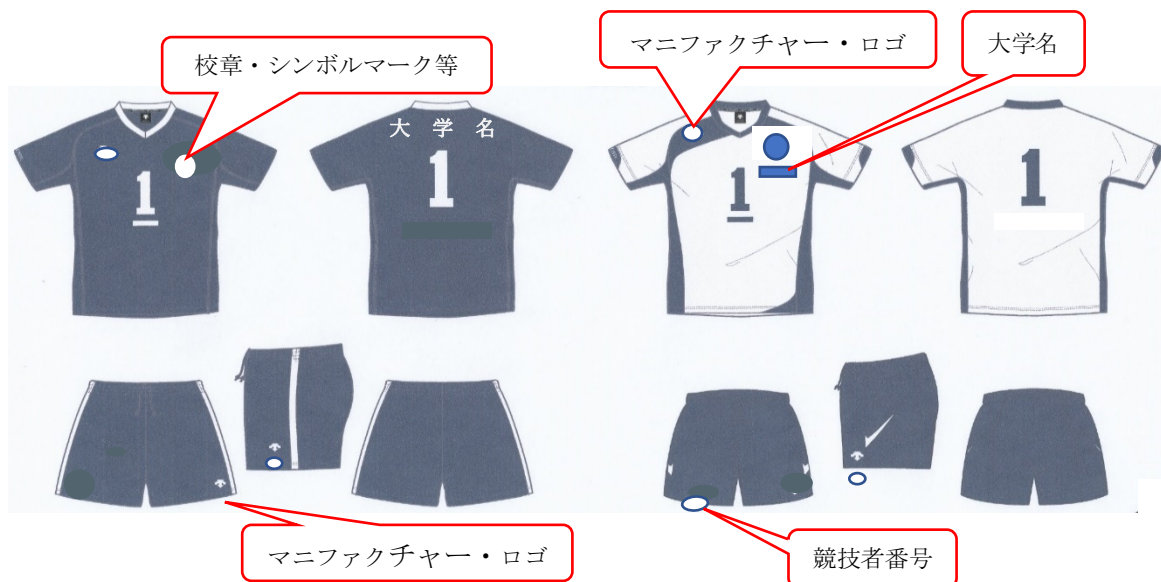 校章・シンボルマーク等
マニファクチャー・ロゴ
大学名
大 学 名
1
1
1
1
マニファクチャー・ロゴ
競技者番号